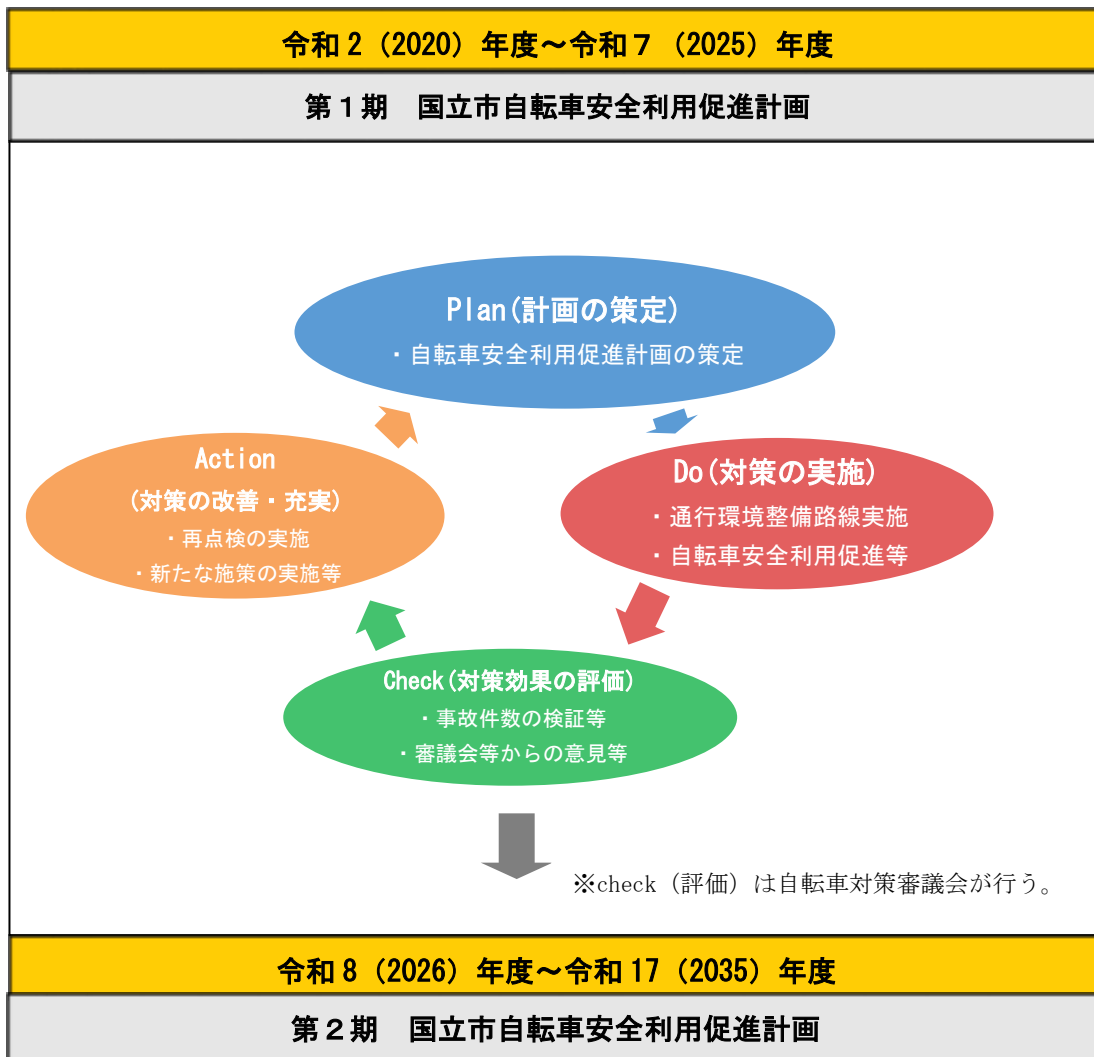 令和2（2020）年度～令和７（2025）年度
第1期　国立市自転車安全利用促進計画
Plan(計画の策定)
・自転車安全利用促進計画の策定
Action
(対策の改善・充実)
・再点検の実施
・新たな施策の実施等
Do(対策の実施)
・通行環境整備路線実施
・自転車安全利用促進等
Check(対策効果の評価)
・事故件数の検証等
・審議会等からの意見等
※check（評価）は自転車対策審議会が行う。
令和8（2026）年度～令和17（2035）年度
第２期　国立市自転車安全利用促進計画